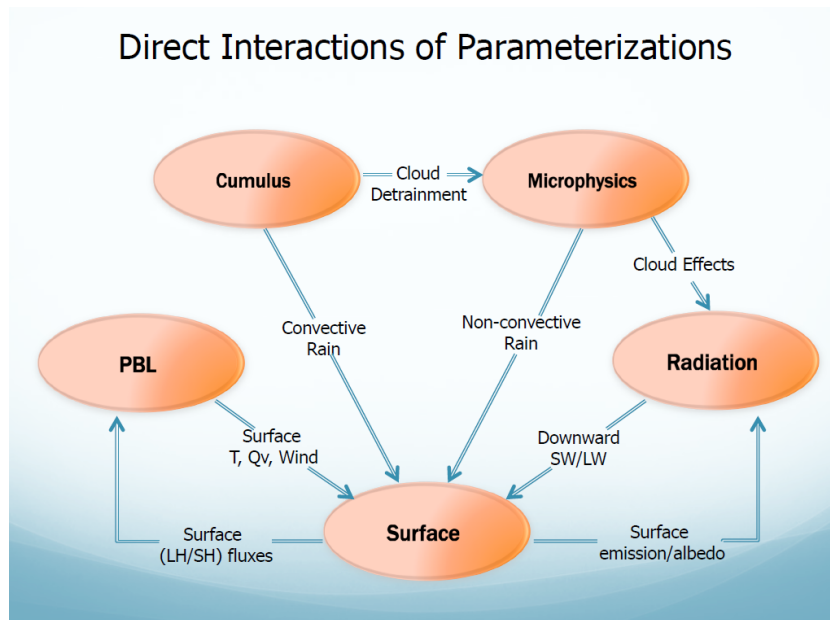 Direct Interactions of Parameterizations
Cumulus
Cloud
Detrainment
Microphysics
Cloud Effects
Convective
Rain
Non-convective
Rain
PBL
Radiation
Surface
T, Qv, Wind
Downward
SW/LW
Surface
Surface
(LH/SH) fluxes
Surface
emission/albedo